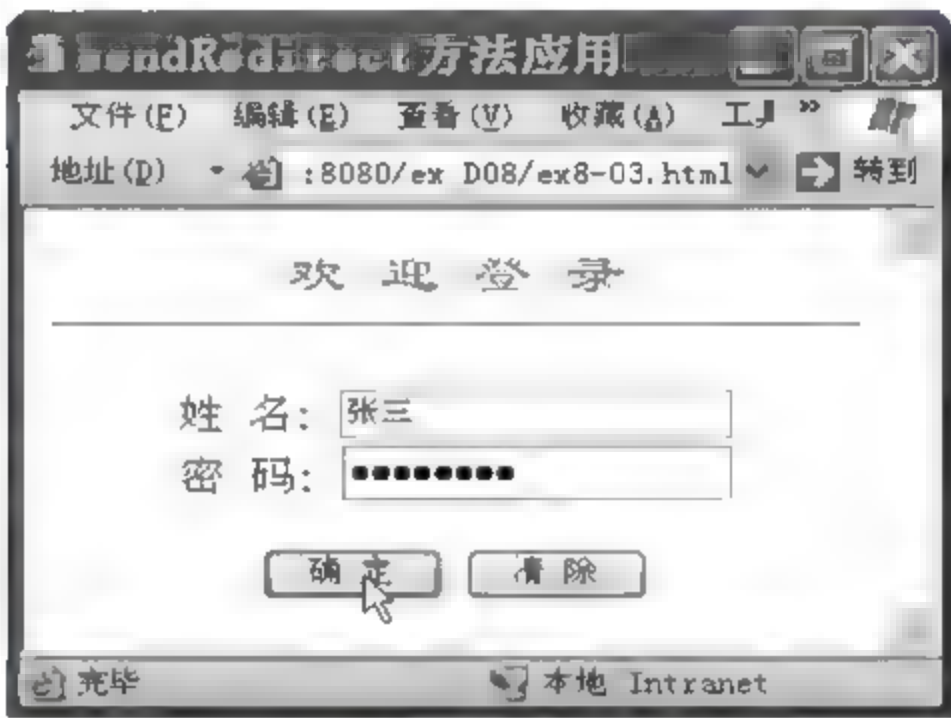 sendRedirect方法应用
文件(F) 编辑(E) 查看(V) 收藏(A) 工具 »
地址(D) :8080/ex D08/ex8-03.html 转到
欢 迎 登 录
姓 名: 张三
密 码: ●●●●●●●●
确 定 清 除
完毕 本地 Intranet